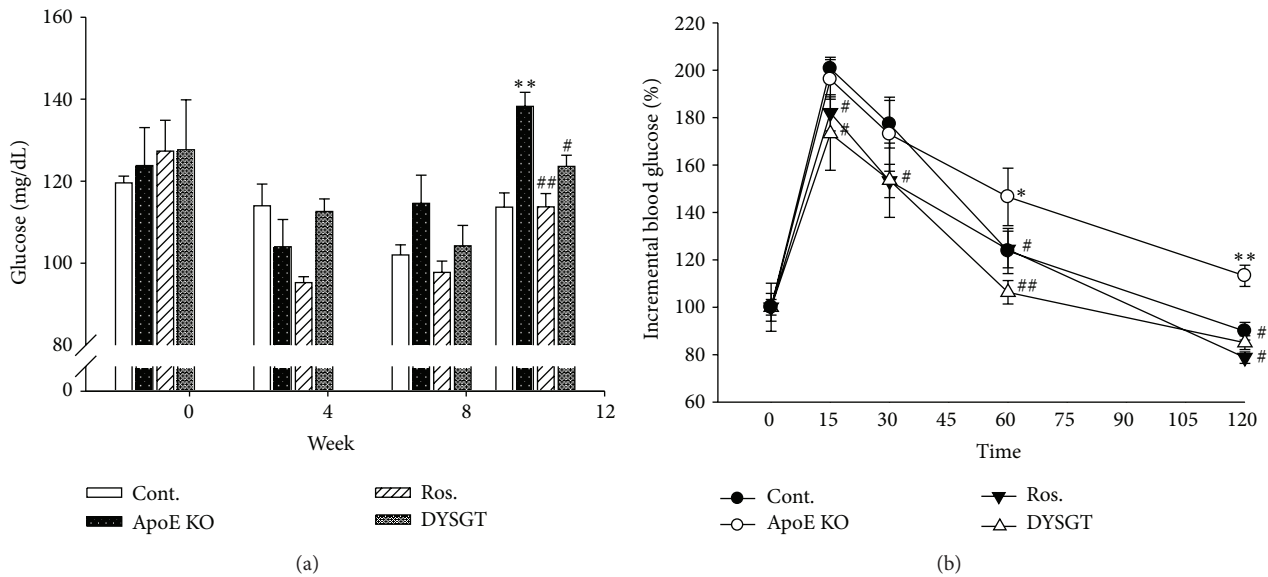 160
140
120
100
80
0
Glucose (mg/dL)
**
##
#
0 4 8 12
Week
Cont.
ApoE KO
Ros.
DYSGT
(a)
220
200
180
160
140
120
100
80
60
Incremental blood glucose (%)
#
#
#
*
#
##
**
#
#
0 15 30 45 60 75 90 105 120
Time
Cont.
ApoE KO
Ros.
DYSGT
(b)